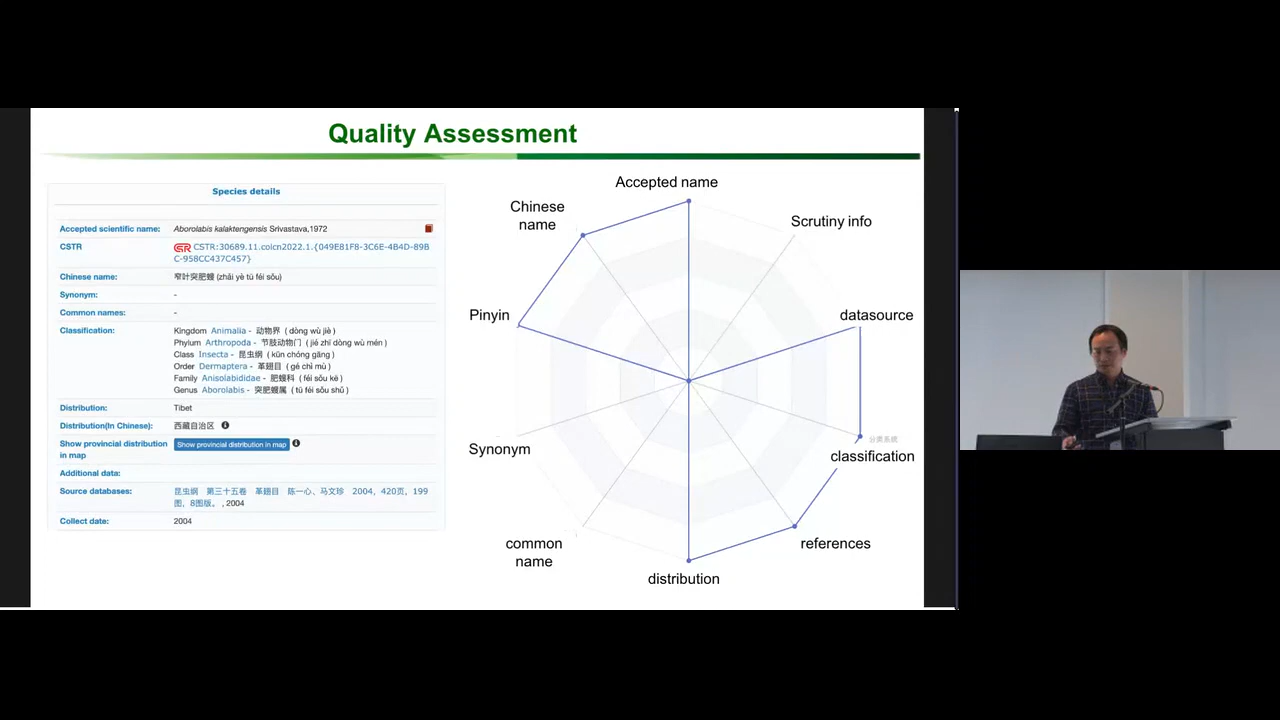 Quality Assessment
Species details
Accepted scientific name: Aborolabis kalaktengensis Srivastava,1972
CSTR CSTR:30689.11.colcn2022.1.{049E81F8-3C6E-4B4D-89B
C-958CC437C457}
Chinese name: 窄叶突肥螋 (zhǎi yè tū féi sǒu)
Synonym: -
Common names: -
Classification: Kingdom Animalia - 动物界 ( dòng wù jiè )
Phylum Arthropoda - 节肢动物门 ( jié zhī dòng wù mén )
Class Insecta - 昆虫纲 ( kūn chóng gāng )
Order Dermaptera - 革翅目 ( gé chì mù )
Family Anisolabididae - 肥螋科 ( féi sǒu kē )
Genus Aborolabis - 突肥螋属 ( tū féi sǒu shǔ )
Distribution: Tibet
Distribution(In Chinese): 西藏自治区
Show provincial distribution
in map Show provincial distribution in map
Additional data:
Source databases: 昆虫纲 第三十五卷 革翅目 陈一心、马文珍 2004，420页，199
图，8图版。 , 2004
Collect date: 2004
Accepted name
Chinese
name
Scrutiny info
Pinyin
datasource
Synonym
分类系统
classification
common
name
references
distribution